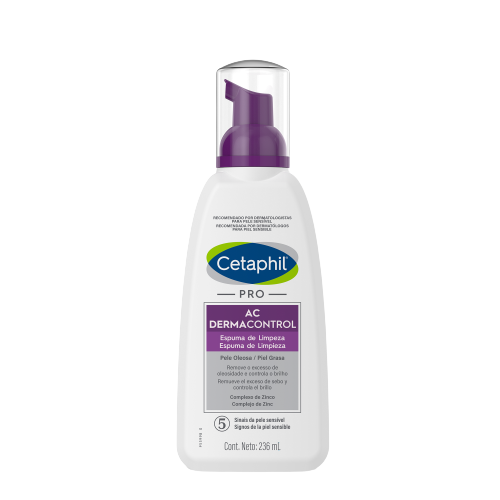 RECOMENDADO POR DERMATOLOGISTAS
PARA PELE SENSÍVEL
RECOMENDADA POR DERMATÓLOGOS
PARA PIEL SENSIBLE
Cetaphil®
PRO
AC
DERMACONTROL
Espuma de Limpeza
Espuma de Limpieza
Pele Oleosa / Piel Grasa
Remove o excesso de
oleosidade e controla o brilho
Remueve el exceso de sebo y
controla el brillo
Complexo de Zinco
Complejo de Zinc
5 Sinais de pele sensível
Signos de la piel sensible
Cont. Neto: 236 mL